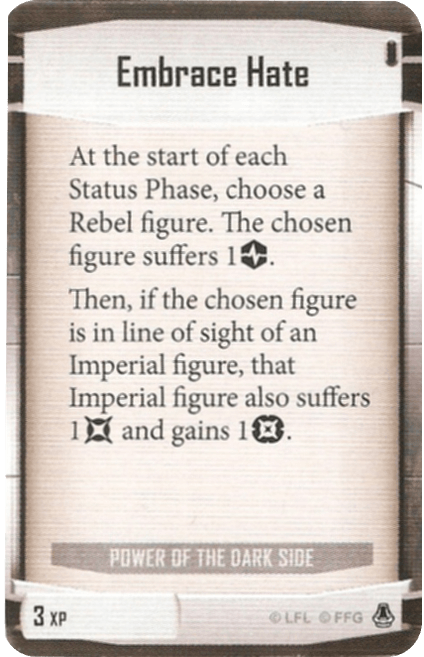 Embrace Hate
At the start of each
Status Phase, choose a
Rebel figure. The chosen
figure suffers 1.
Then, if the chosen figure
is in line of sight of an
Imperial figure, that
Imperial figure also suffers
1 and gains 1.
POWER OF THE DARK SIDE
3 XP
© LFL © FFG